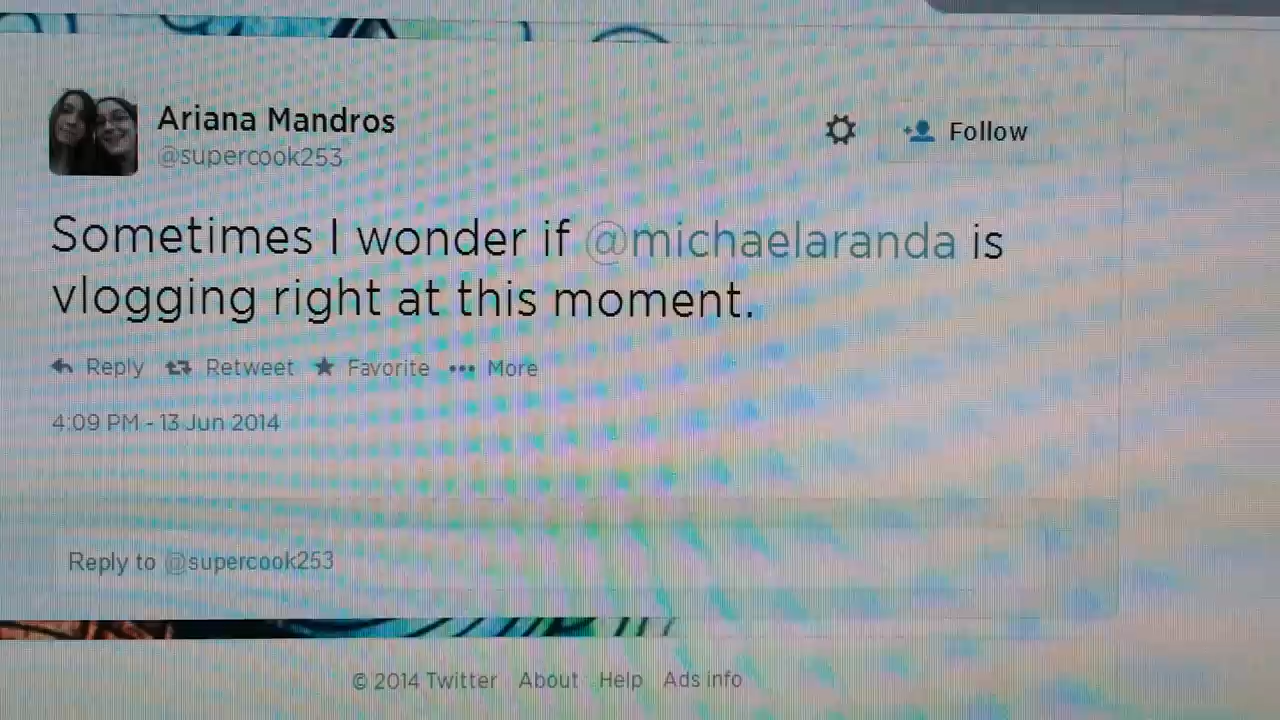 Ariana Mandros
@supercook253
Follow
Sometimes I wonder if @michaelaranda is
vlogging right at this moment.
Reply Retweet Favorite More
4:09 PM - 13 Jun 2014
Reply to @supercook253
© 2014 Twitter About Help Ads info